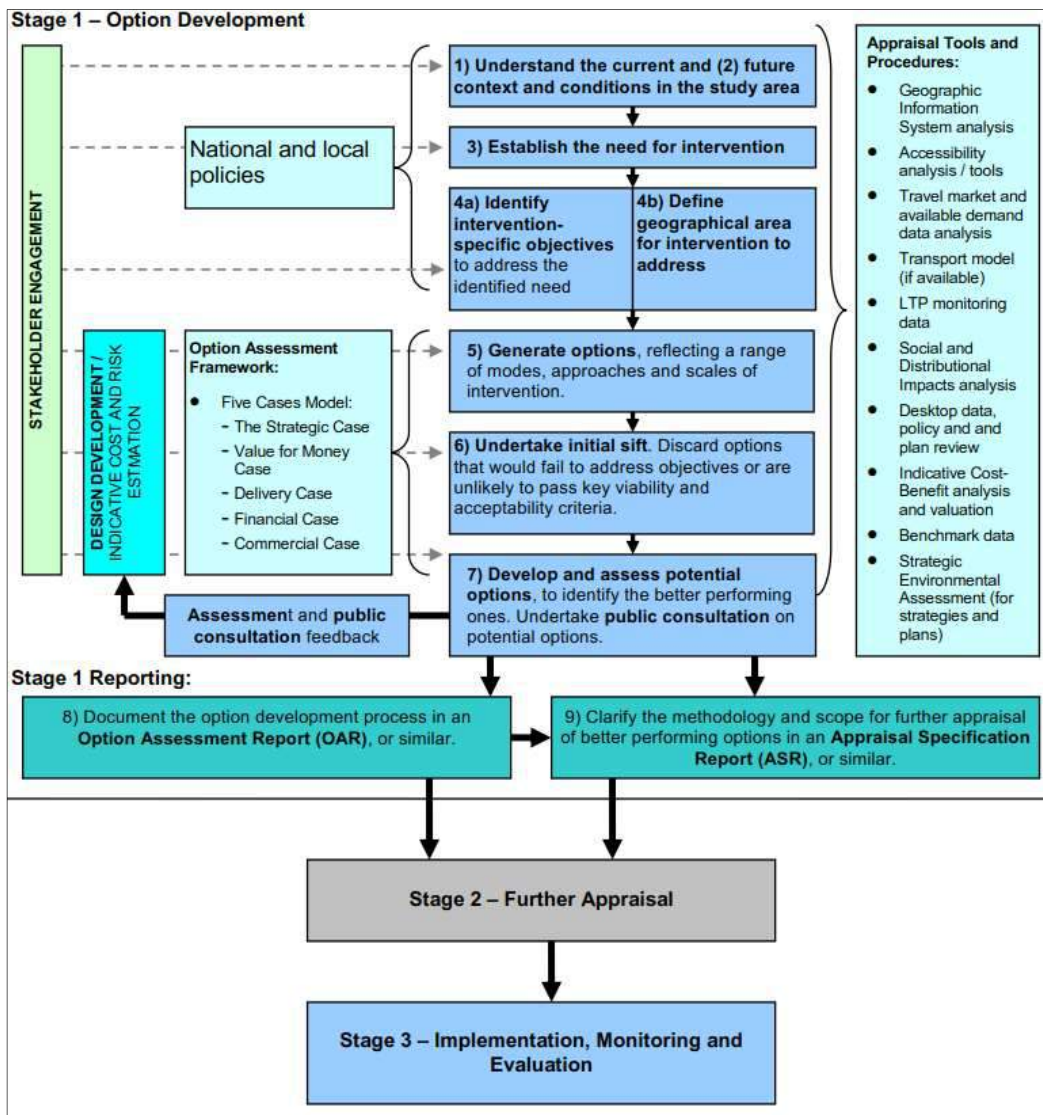 Stage 1 – Option Development
STAKEHOLDER ENGAGEMENT
National and local
policies
1) Understand the current and (2) future
context and conditions in the study area
3) Establish the need for intervention
4a) Identify
intervention-
specific objectives
to address the
identified need
4b) Define
geographical area
for intervention to
address
DESIGN DEVELOPMENT /
INDICATIVE COST AND RISK
ESTMATION
Option Assessment
Framework:
● Five Cases Model:
- The Strategic Case
- Value for Money
Case
- Delivery Case
- Financial Case
- Commercial Case
5) Generate options, reflecting a range
of modes, approaches and scales of
intervention.
6) Undertake initial sift. Discard options
that would fail to address objectives or are
unlikely to pass key viability and
acceptability criteria.
7) Develop and assess potential
options, to identify the better performing
ones. Undertake public consultation on
potential options.
Assessment and public
consultation feedback
Appraisal Tools and
Procedures:
● Geographic
Information
System analysis
● Accessibility
analysis / tools
● Travel market and
available demand
data analysis
● Transport model
(if available)
● LTP monitoring
data
● Social and
Distributional
Impacts analysis
● Desktop data,
policy and and
plan review
● Indicative Cost-
Benefit analysis
and valuation
● Benchmark data
● Strategic
Environmental
Assessment (for
strategies and
plans)
Stage 1 Reporting:
8) Document the option development process in an
Option Assessment Report (OAR), or similar.
9) Clarify the methodology and scope for further appraisal
of better performing options in an Appraisal Specification
Report (ASR), or similar.
Stage 2 – Further Appraisal
Stage 3 – Implementation, Monitoring and
Evaluation